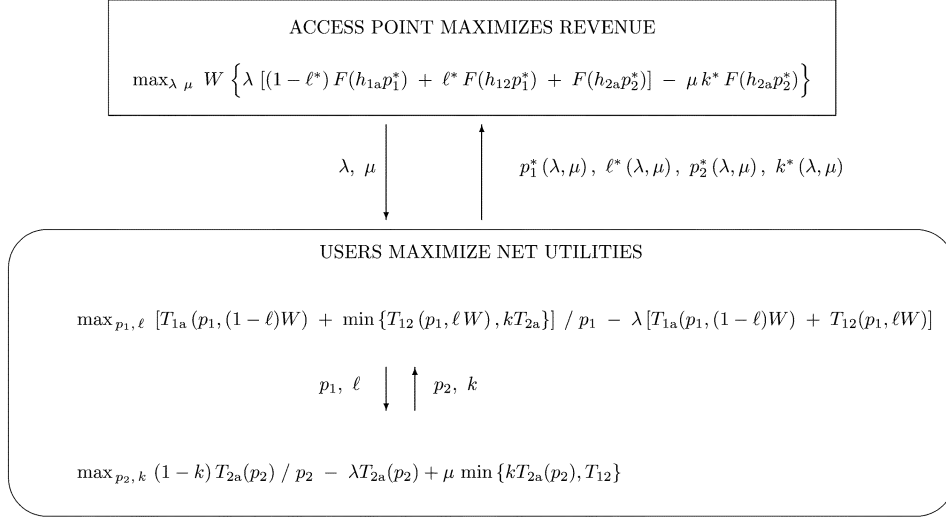 ACCESS POINT MAXIMIZES REVENUE
max_{λ μ} W { λ [(1 − ℓ*) F(h_{1a}p_1^*) + ℓ* F(h_{12}p_1^*) + F(h_{2a}p_2^*)] − μ k* F(h_{2a}p_2^*) }
λ, μ
p_1^* (λ, μ) , ℓ* (λ, μ) , p_2^* (λ, μ) , k* (λ, μ)
USERS MAXIMIZE NET UTILITIES
max_{p_1, ℓ} [T_{1a} (p_1, (1 − ℓ)W) + min {T_{12} (p_1, ℓ W) , kT_{2a}}] / p_1 − λ [T_{1a}(p_1, (1 − ℓ)W) + T_{12}(p_1, ℓW)]
p_1, ℓ
p_2, k
max_{p_2, k} (1 − k) T_{2a}(p_2) / p_2 − λT_{2a}(p_2) + μ min {kT_{2a}(p_2), T_{12}}